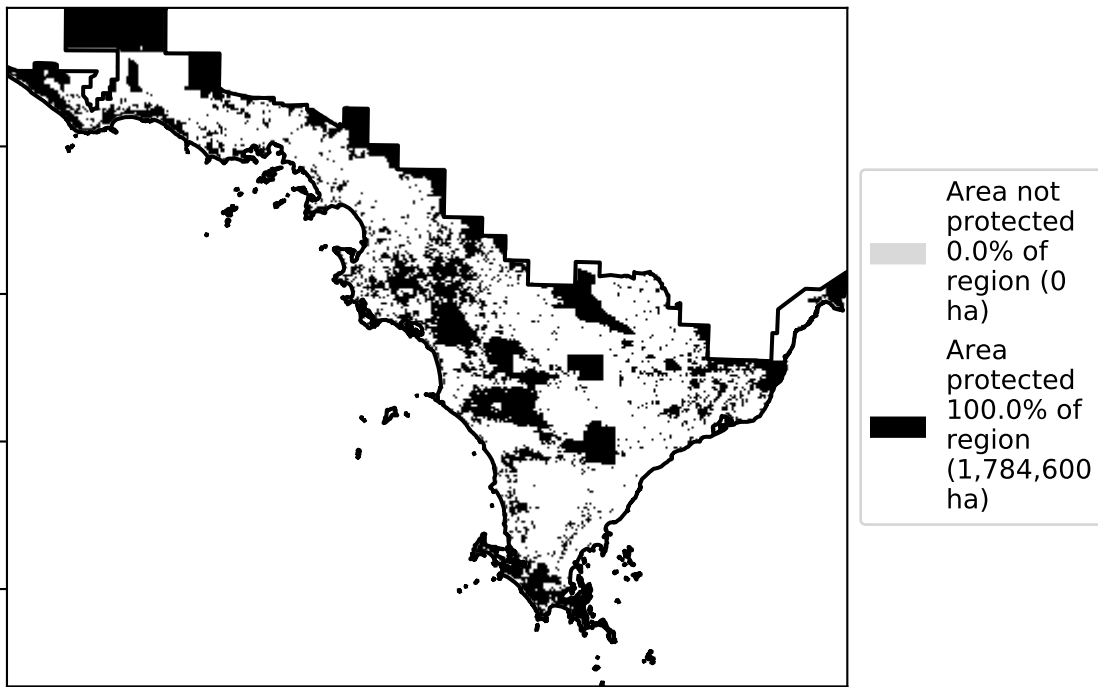 Area not
protected
0.0% of
region (0
ha)
Area
protected
100.0% of
region
(1,784,600
ha)